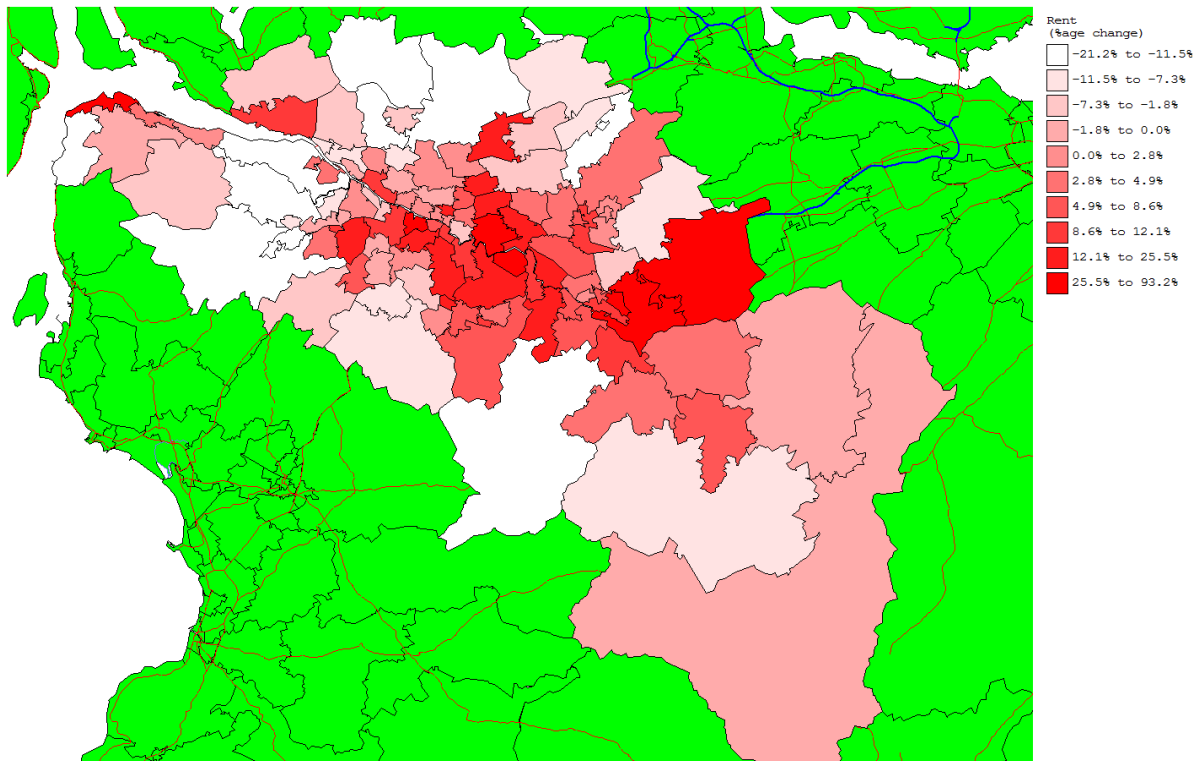 Rent
(%age change)
-21.2% to -11.5%
-11.5% to -7.3%
-7.3% to -1.8%
-1.8% to 0.0%
0.0% to 2.8%
2.8% to 4.9%
4.9% to 8.6%
8.6% to 12.1%
12.1% to 25.5%
25.5% to 93.2%